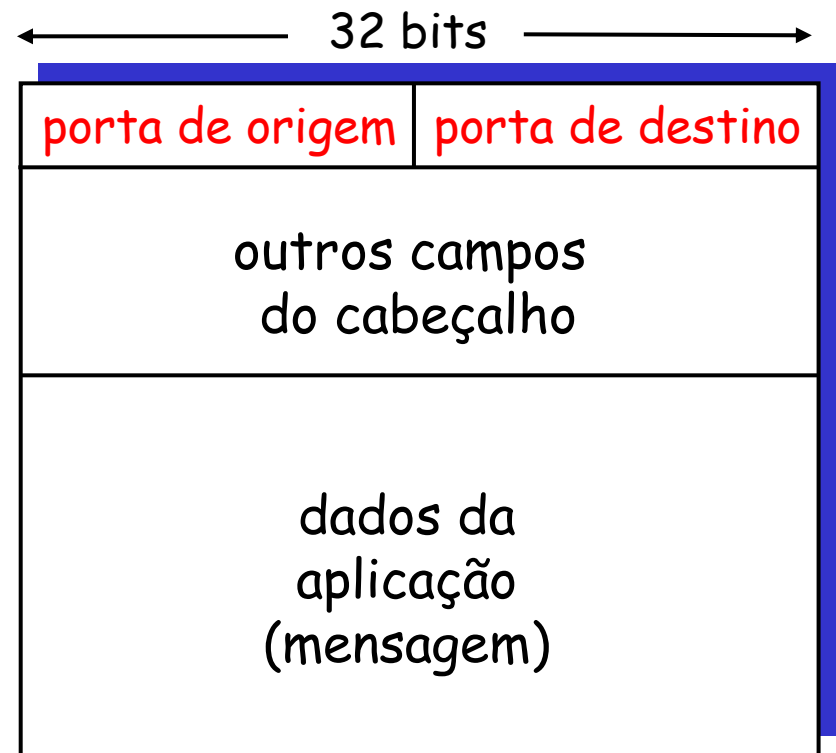 32 bits
porta de origem
porta de destino
outros campos
do cabeçalho
dados da
aplicação
(mensagem)